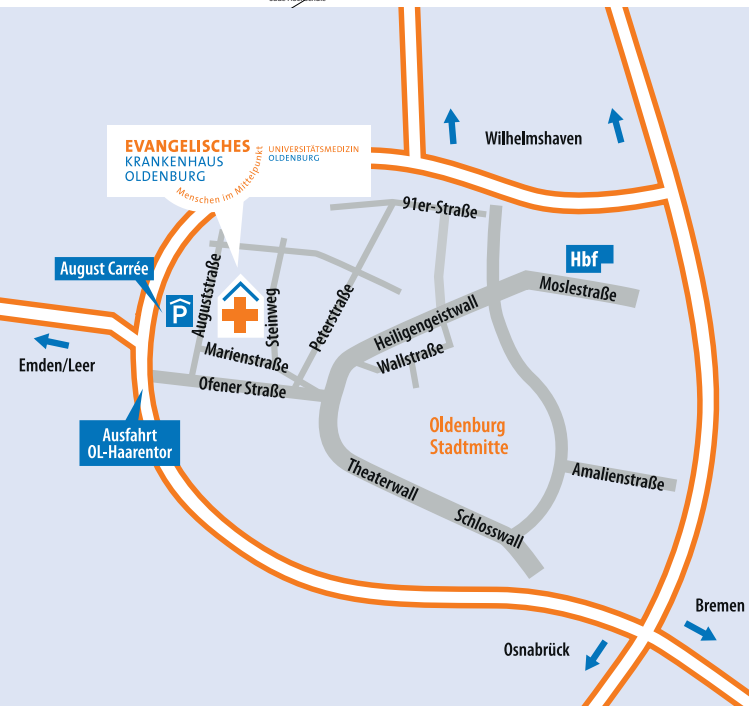 Wilhelmshaven
EVANGELISCHES
KRANKENHAUS
OLDENBURG
UNIVERSITÄTSMEDIZIN
OLDENBURG
Menschen im Mittelpunkt
91er-Straße
Hbf
August Carrée
Moslestraße
P
Auguststraße
Steinweg
Peterstraße
Heiligengeistwall
Emden/Leer
Marienstraße
Wallstraße
Ofener Straße
Oldenburg
Stadtmitte
Ausfahrt
OL-Haarentor
Theaterwall
Amalienstraße
Schlosswall
Bremen
Osnabrück